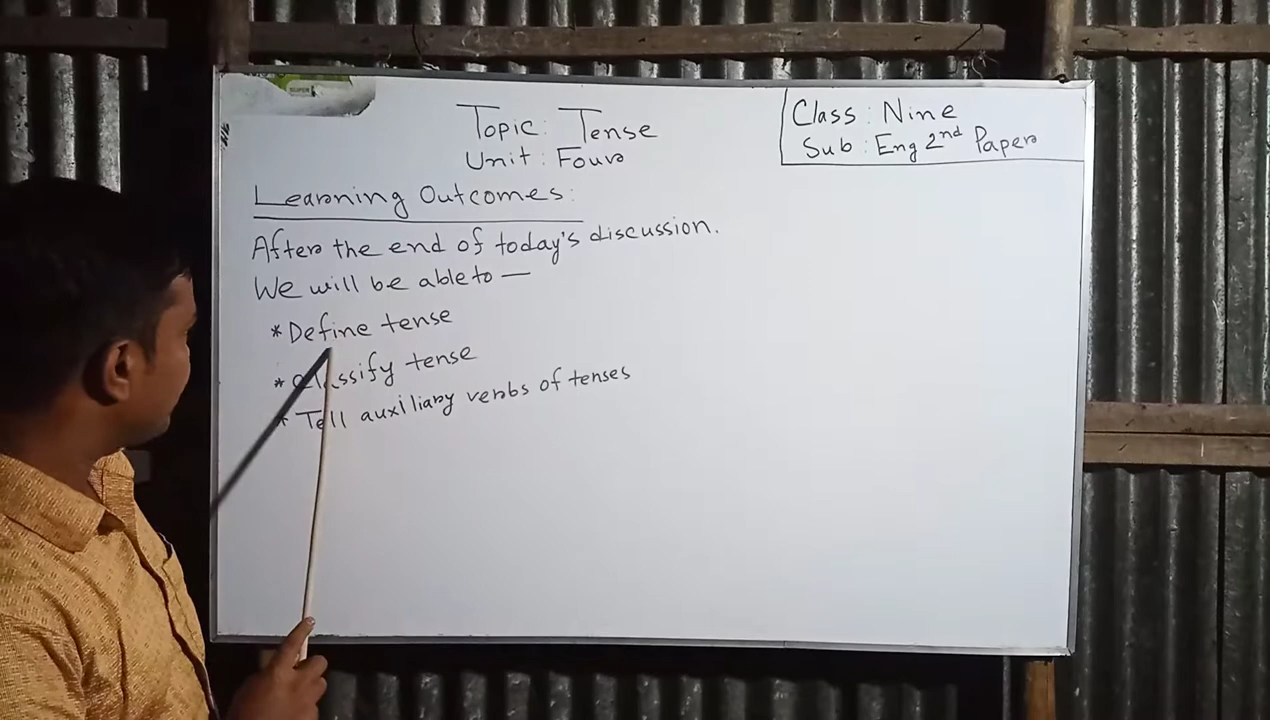 Topic: Tense
Unit: Four
Class: Nine
Sub: Eng 2nd Paper
Learning Outcomes:
After the end of today's discussion.
We will be able to —
* Define tense
* Classify tense
* Tell auxiliary verbs of tenses
SUPER